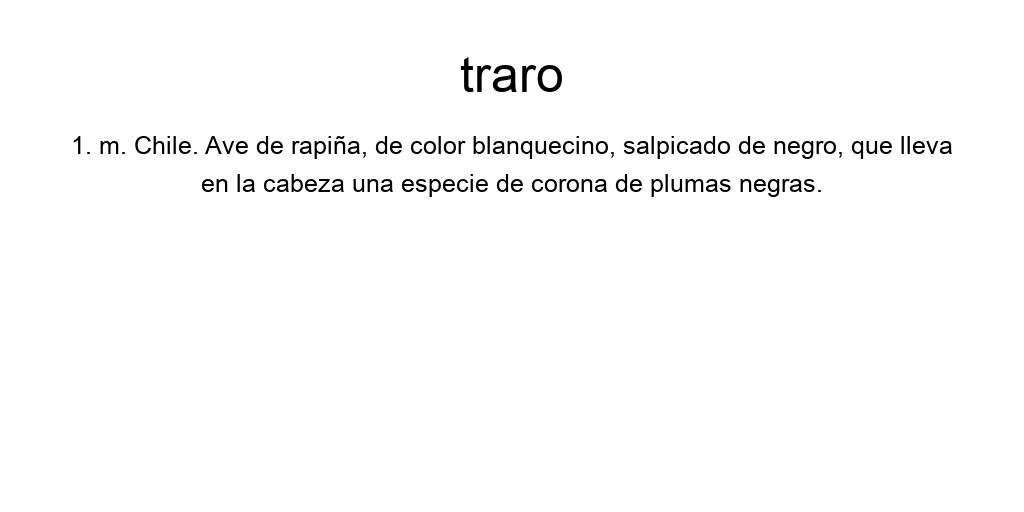 traro
1. m. Chile. Ave de rapiña, de color blanquecino, salpicado de negro, que lleva
en la cabeza una especie de corona de plumas negras.